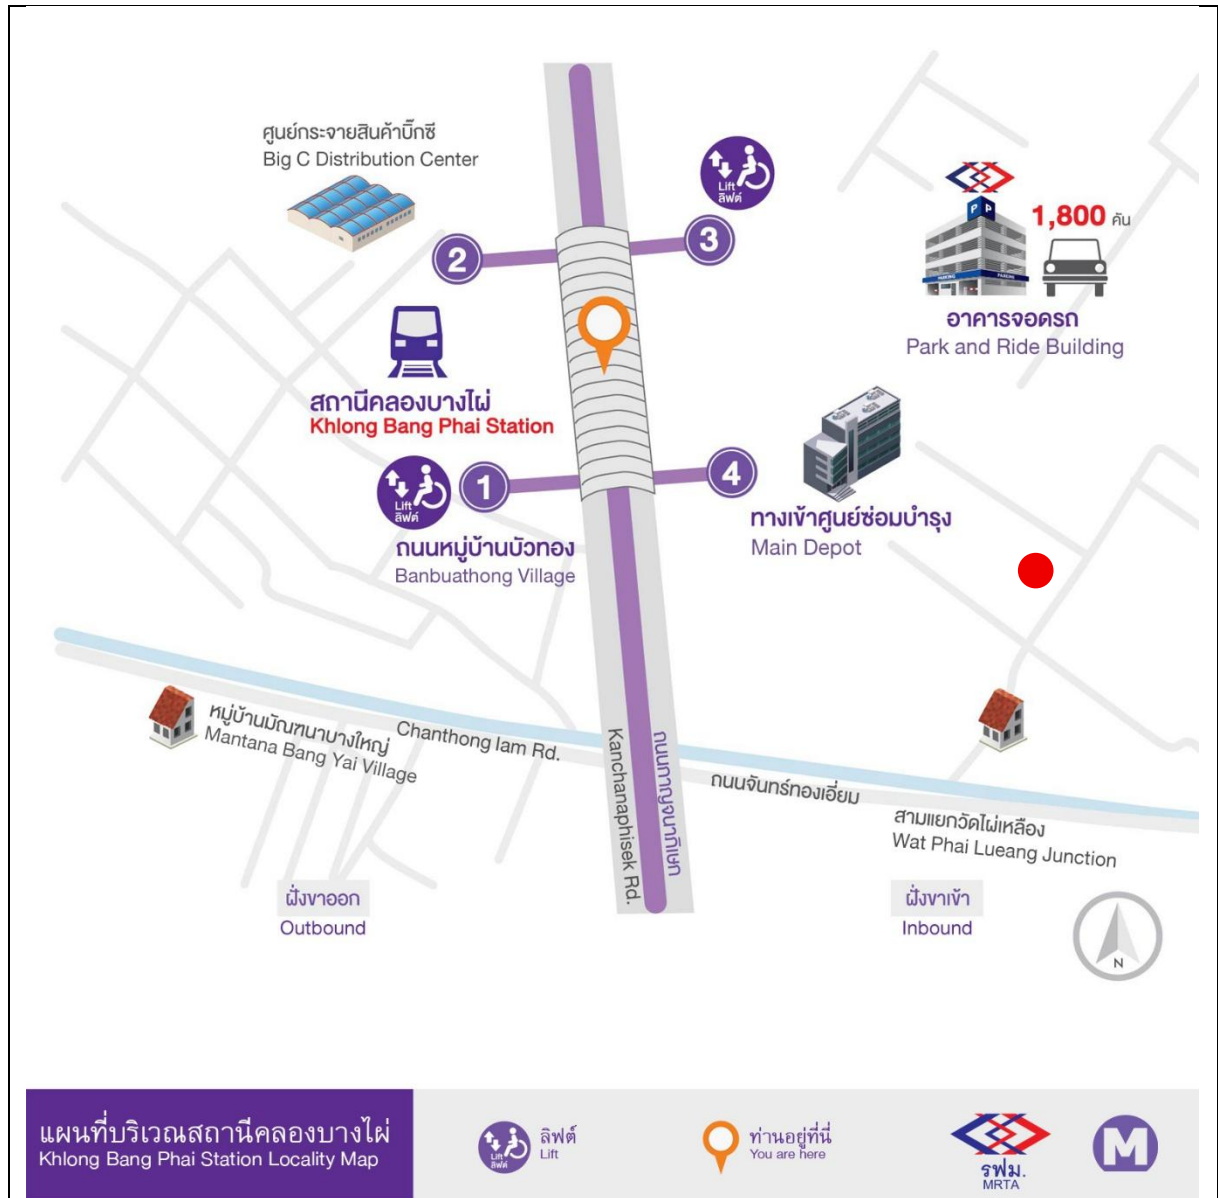 ศูนย์กระจายสินค้าบิ๊กซี
Big C Distribution Center
Lift
ลิฟต์
3
2
P P
PARKING PARKING
1,800 คัน
อาคารจอดรถ
Park and Ride Building
สถานีคลองบางไผ่
Khlong Bang Phai Station
Lift
ลิฟต์
1
4
ถนนหมู่บ้านบัวทอง
Banbuathong Village
ทางเข้าศูนย์ซ่อมบำรุง
Main Depot
หมู่บ้านมัณฑนาบางใหญ่
Mantana Bang Yai Village
Chanthong Iam Rd.
Kanchanaphisek Rd.
ถนนกาญจนาภิเษก
ถนนจันทร์ทองเอี่ยม
สามแยกวัดไผ่เหลือง
Wat Phai Lueang Junction
ฝั่งขาออก
Outbound
ฝั่งขาเข้า
Inbound
N
แผนที่บริเวณสถานีคลองบางไผ่
Khlong Bang Phai Station Locality Map
Lift
ลิฟต์
ลิฟต์
Lift
ท่านอยู่ที่นี่
You are here
รฟม.
MRTA
M